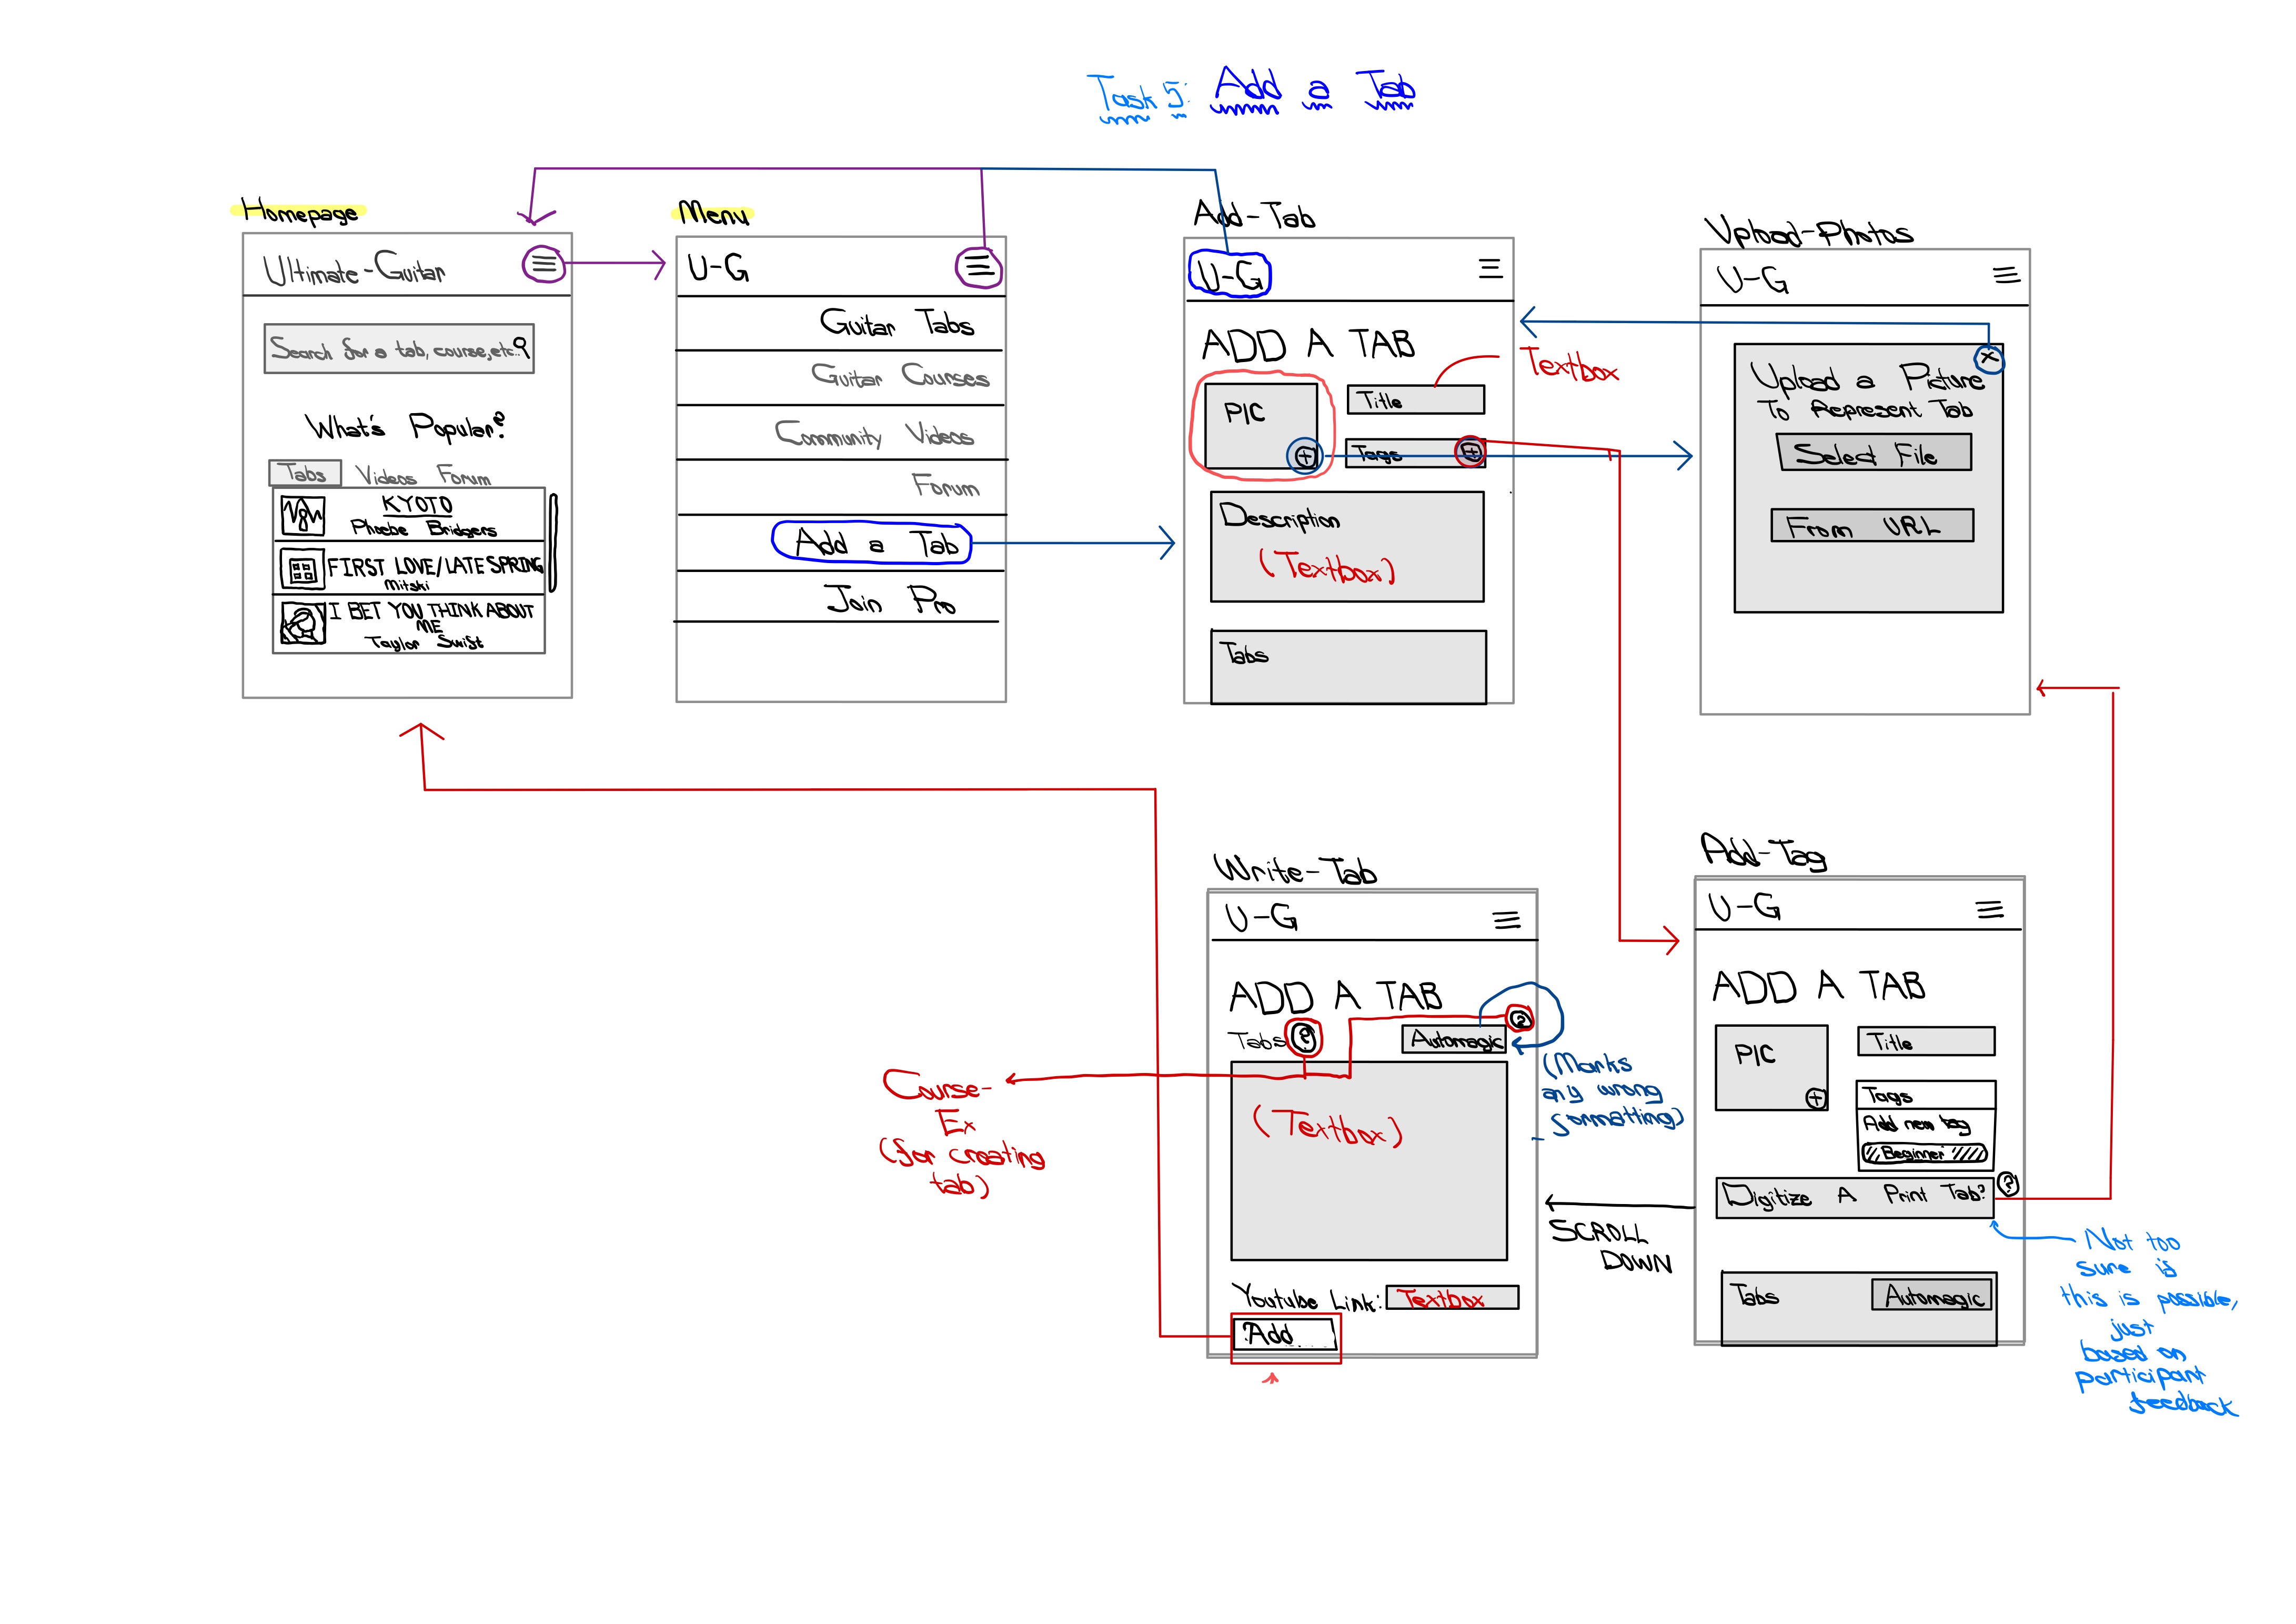 Task 5: Add a Tab
Homepage
Ultimate-Guitar
Search for a tab, course, etc..
What's Popular?
Tabs Videos Forum
KYOTO
Phoebe Bridgers
FIRST LOVE/LATE SPRING
Mitski
I BET YOU THINK ABOUT
ME
Taylor Swift
Menu
U-G
Guitar Tabs
Guitar Courses
Community Videos
Forum
Add a Tab
Join Pro
Add-Tab
U-G
ADD A TAB
Textbox
PIC
Title
+
Tags +
Description
(Textbox)
Tabs
Upload-Photos
U-G
x
Upload a Picture
To Represent Tab
Select File
From URL
Write-Tab
U-G
ADD A TAB
Tabs ?
Automagic ?
(Marks
any wrong
formatting)
(Textbox)
Course-
Ex
(for creating
tab)
Youtube Link: Textbox
Add
SCROLL
DOWN
Add-Tag
U-G
ADD A TAB
PIC
+
Title
Tags
Add new tag
Beginner
Digitize A Print Tab? ?
Tabs
Automagic
Not too
sure if
this is possible,
just
based on
participant
feedback